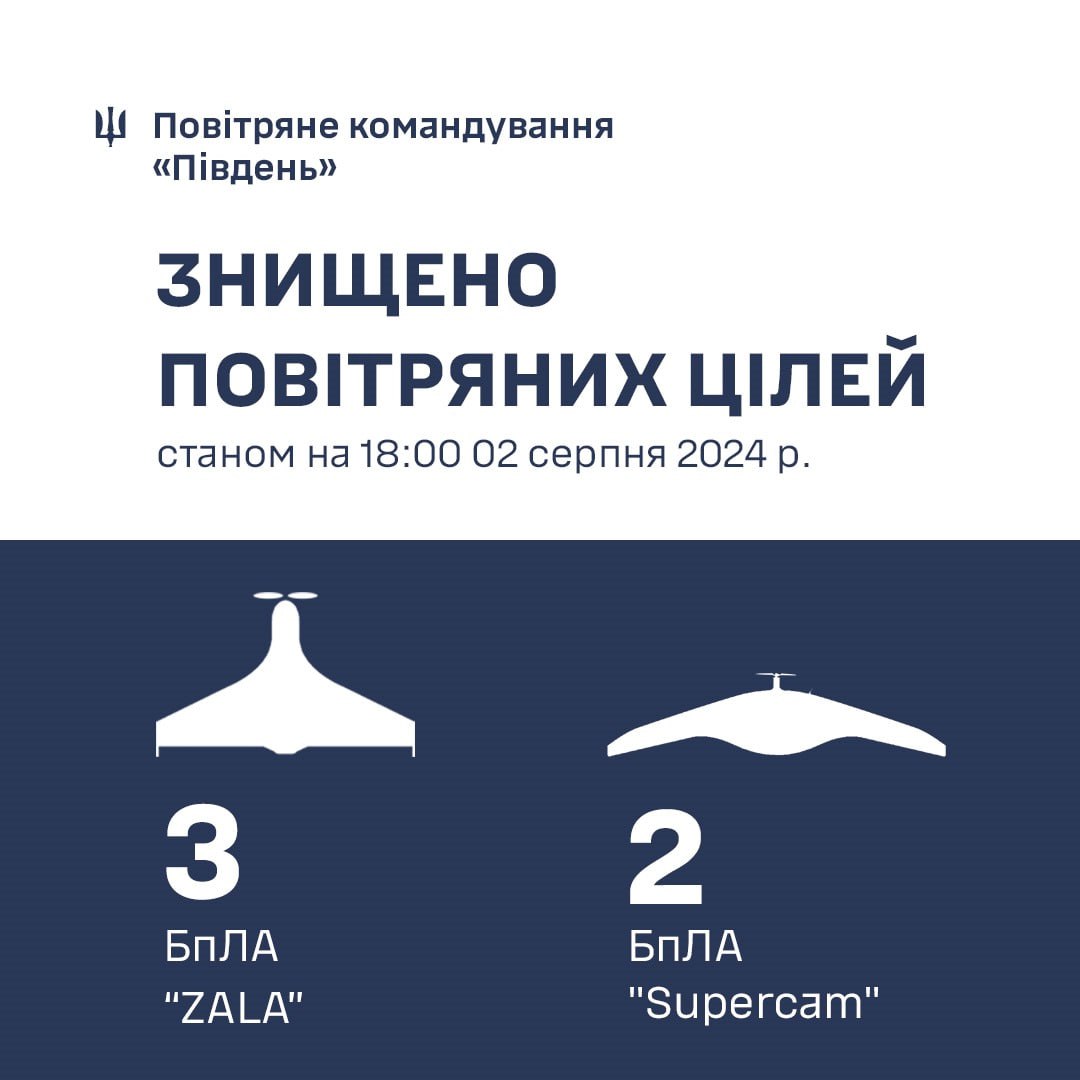 Повітряне командування
«Південь»
ЗНИЩЕНО
ПОВІТРЯНИХ ЦІЛЕЙ
станом на 18:00 02 серпня 2024 р.
3
БпЛА
“ZALA”
2
БпЛА
"Supercam"